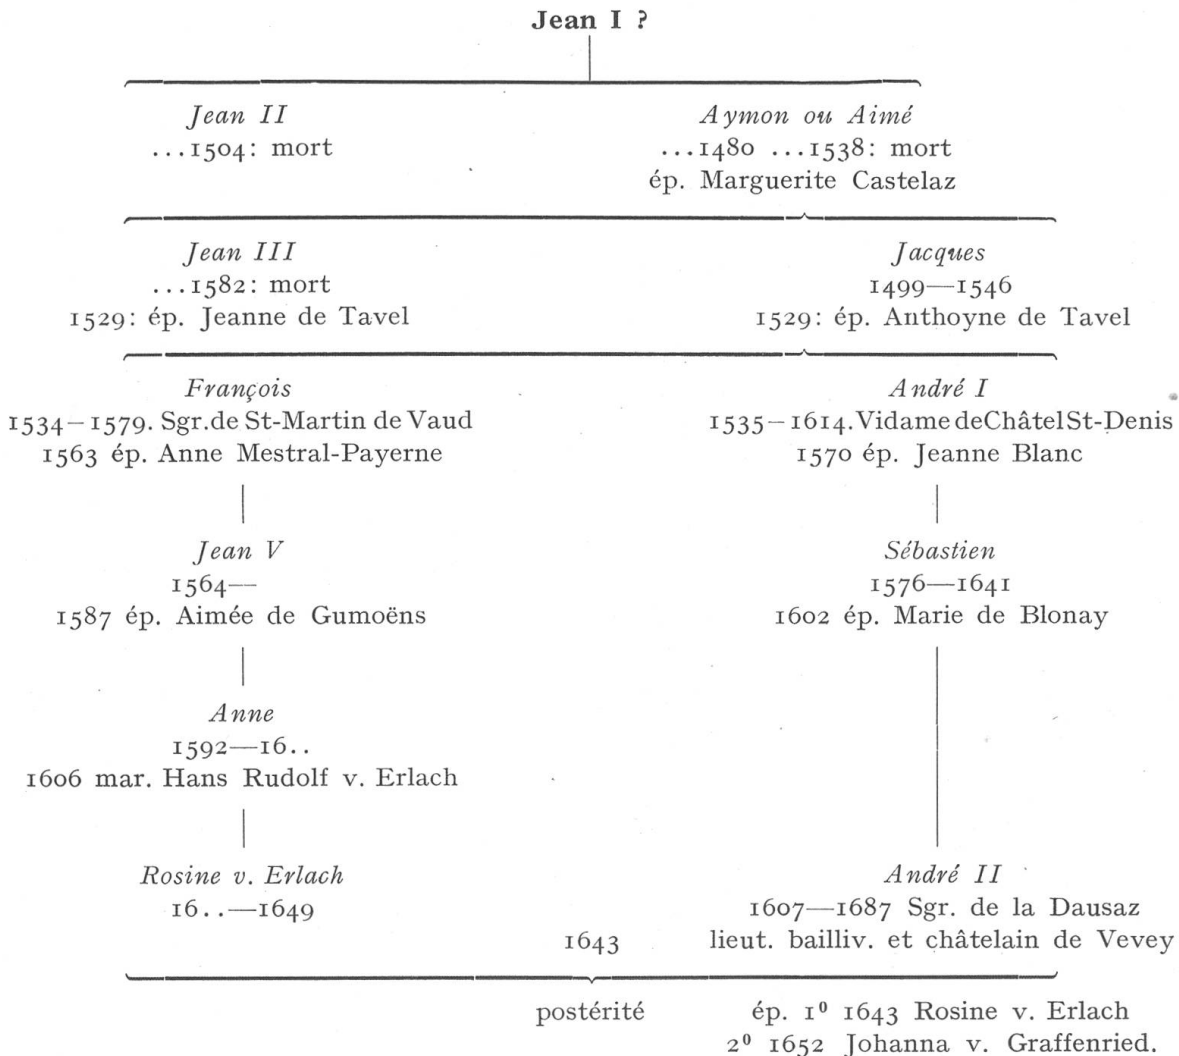 Jean I ?
Jean II
...1504: mort
Aymon ou Aimé
...1480 ...1538: mort
ép. Marguerite Castelaz
Jean III
...1582: mort
1529: ép. Jeanne de Tavel
Jacques
1499—1546
1529: ép. Anthoyne de Tavel
François
1534–1579. Sgr. de St-Martin de Vaud
1563 ép. Anne Mestral-Payerne
André I
1535–1614. Vidame de Châtel St-Denis
1570 ép. Jeanne Blanc
Jean V
1564—
1587 ép. Aimée de Gumoëns
Sébastien
1576—1641
1602 ép. Marie de Blonay
Anne
1592—16..
1606 mar. Hans Rudolf v. Erlach
Rosine v. Erlach
16..—1649
André II
1607—1687 Sgr. de la Dausaz
lieut. bailliv. et châtelain de Vevey
1643
postérité
ép. 1⁰ 1643 Rosine v. Erlach
2⁰ 1652 Johanna v. Graffenried.